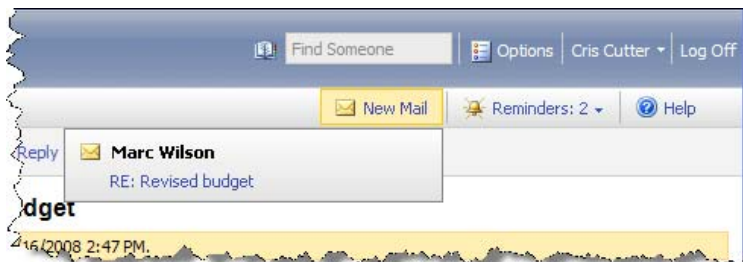 Find Someone Options Cris Cutter Log Off
New Mail Reminders: 2 Help
Reply Marc Wilson
RE: Revised budget
dget
16/2008 2:47 PM.